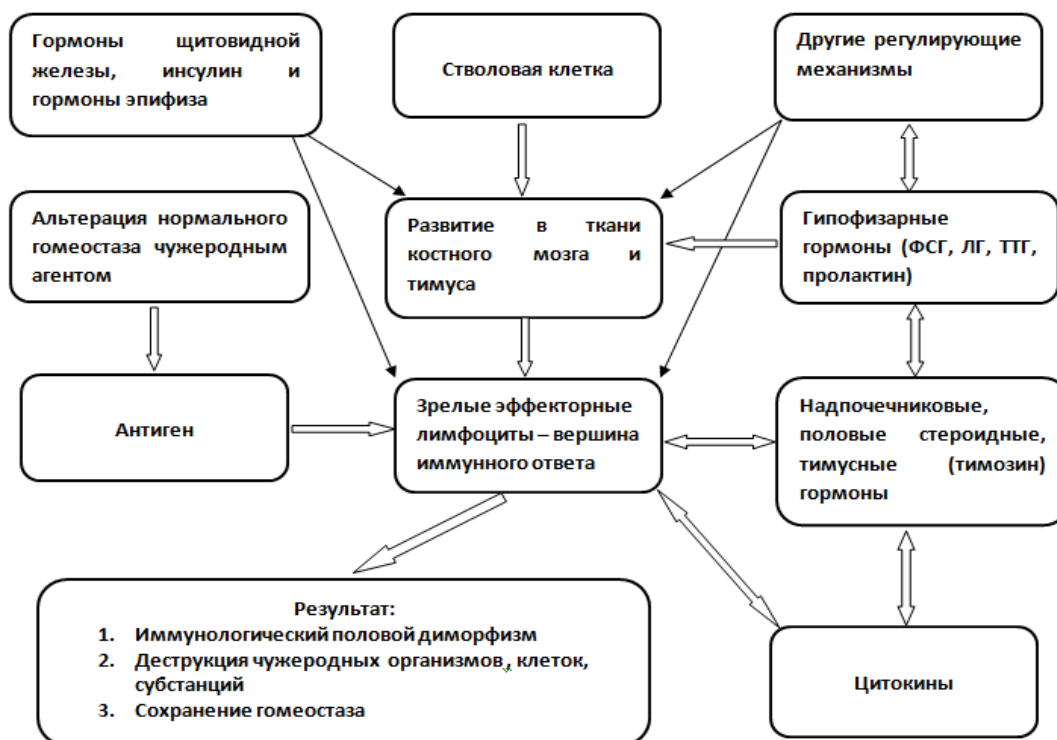 Гормоны щитовидной
железы, инсулин и
гормоны эпифиза
Стволовая клетка
Другие регулирующие
механизмы
Альтерация нормального
гомеостаза чужеродным
агентом
Развитие в ткани
костного мозга и
тимуса
Гипофизарные
гормоны (ФСГ, ЛГ, ТТГ,
пролактин)
Антиген
Зрелые эффекторные
лимфоциты – вершина
иммунного ответа
Надпочечниковые,
половые стероидные,
тимусные (тимозин)
гормоны
Результат:
1. Иммунологический половой диморфизм
2. Деструкция чужеродных организмов , клеток,
субстанций
3. Сохранение гомеостаза
Цитокины